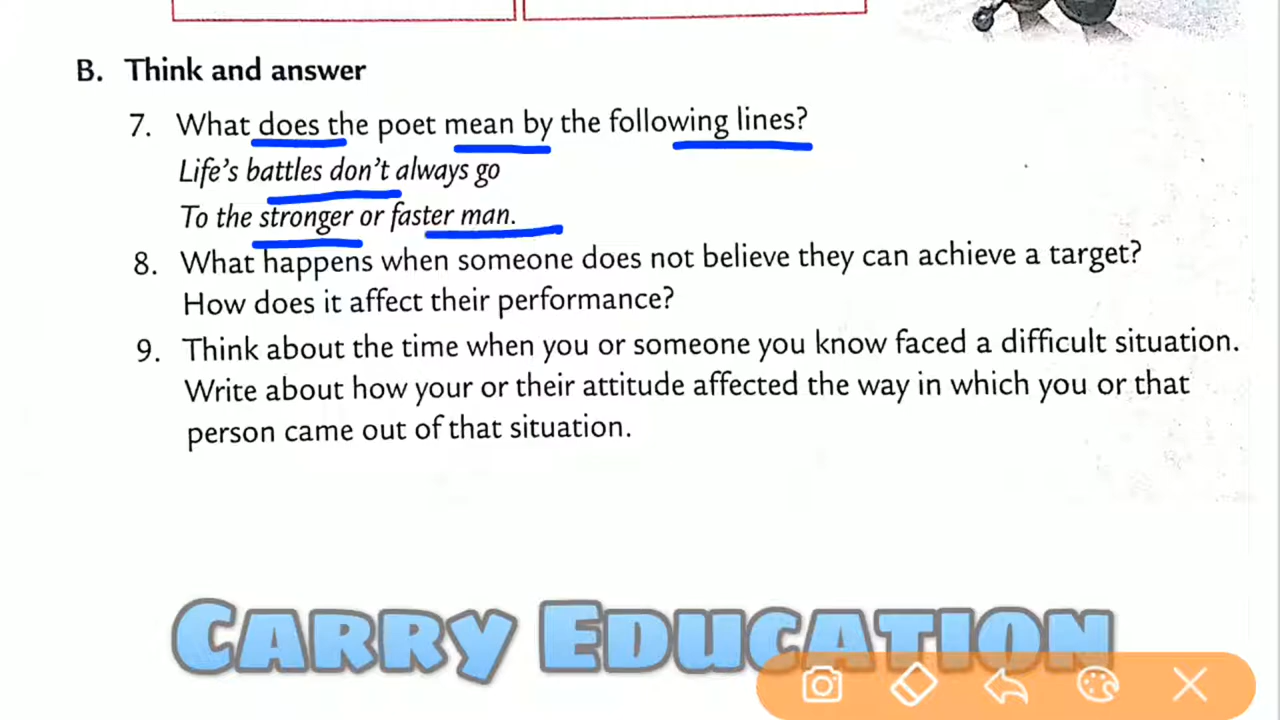 B. Think and answer
7. What does the poet mean by the following lines?
Life's battles don't always go
To the stronger or faster man.
8. What happens when someone does not believe they can achieve a target?
How does it affect their performance?
9. Think about the time when you or someone you know faced a difficult situation.
Write about how your or their attitude affected the way in which you or that
person came out of that situation.
CARRY EDUCATION